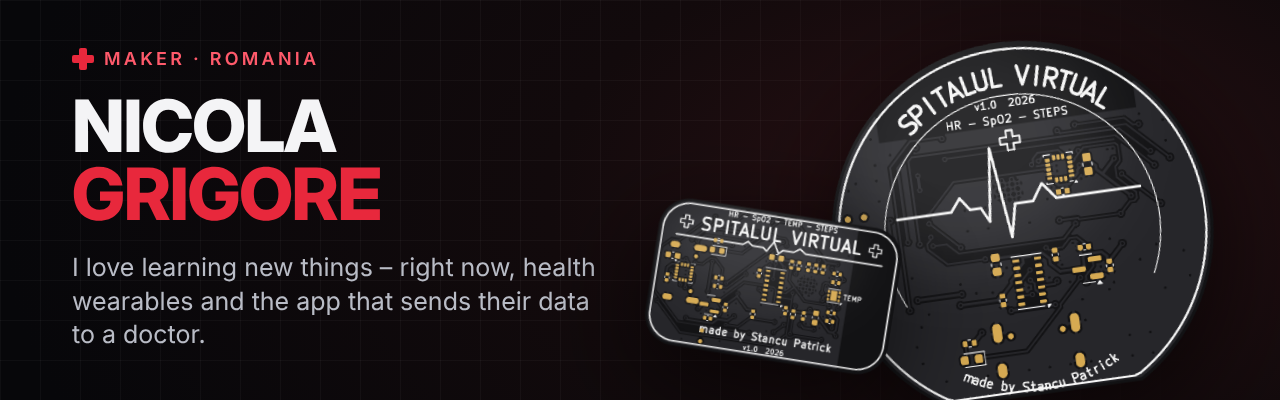 MAKER · ROMANIA
NICOLA
GRIGORE
I love learning new things – right now, health
wearables and the app that sends their data
to a doctor.
HR – SpO2 – TEMP – STEPS
SPITALUL VIRTUAL
TEMP
made by Stancu Patrick
v1.0 2026
SPITALUL VIRTUAL
v1.0 2026
HR – SpO2 – STEPS
made by Stancu Patrick